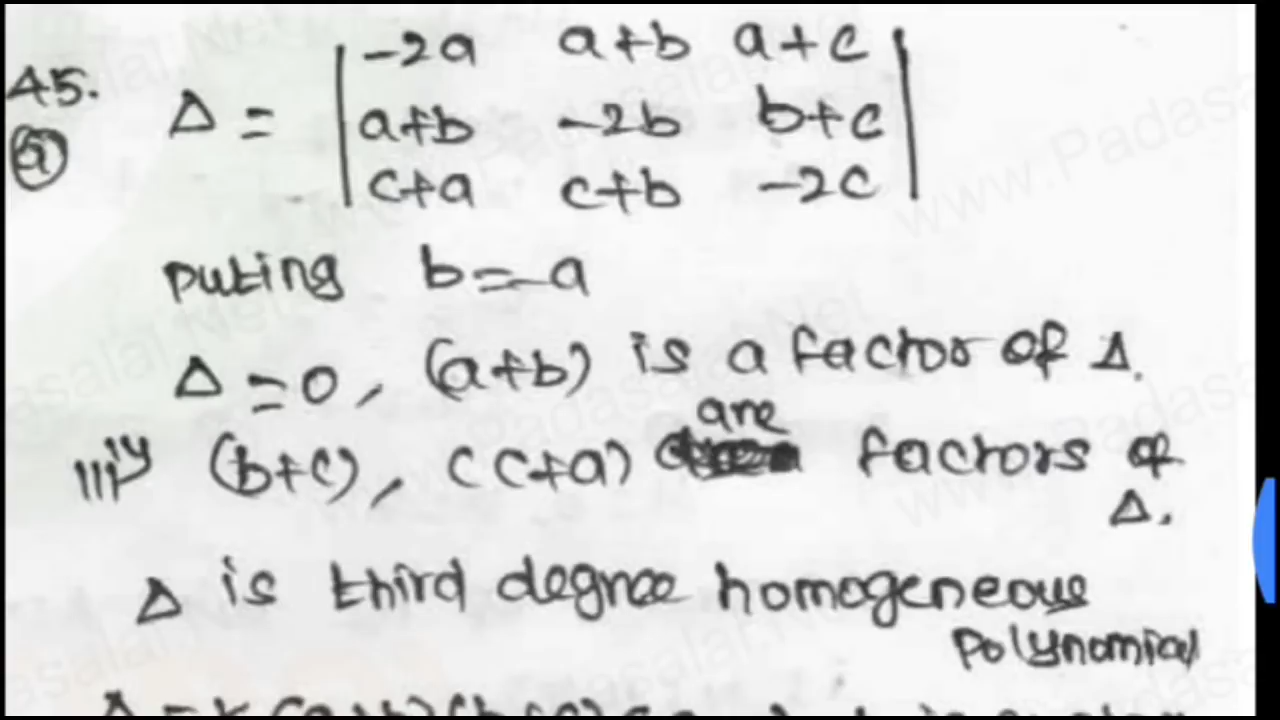 45. -2a a+b a+c
Δ = a+b -2b b+c
a) c+a c+b -2c
puting b=-a
Δ=0, (a+b) is a factor of Δ.
|||ly (b+c), (c+a) are factors of Δ.
Δ is third degree homogeneous
Polynomial